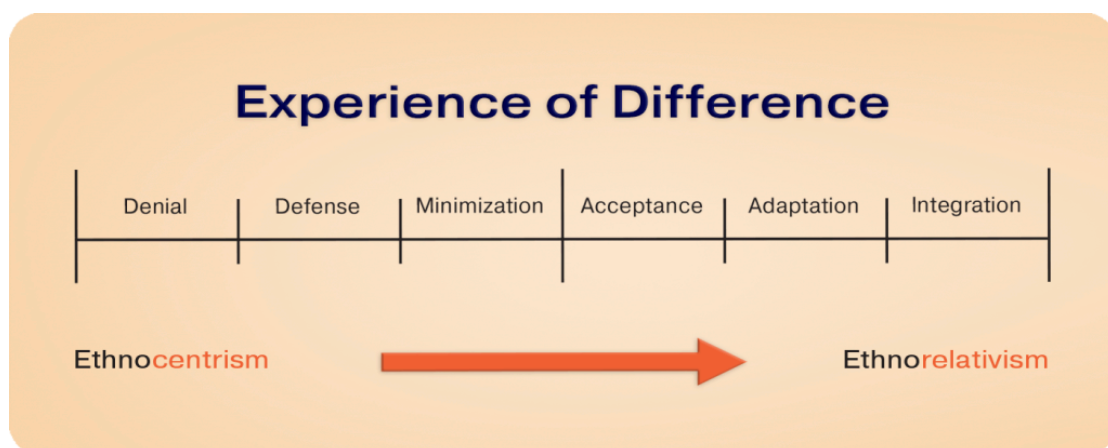 Experience of Difference
Denial Defense Minimization Acceptance Adaptation Integration
Ethnocentrism Ethnorelativism